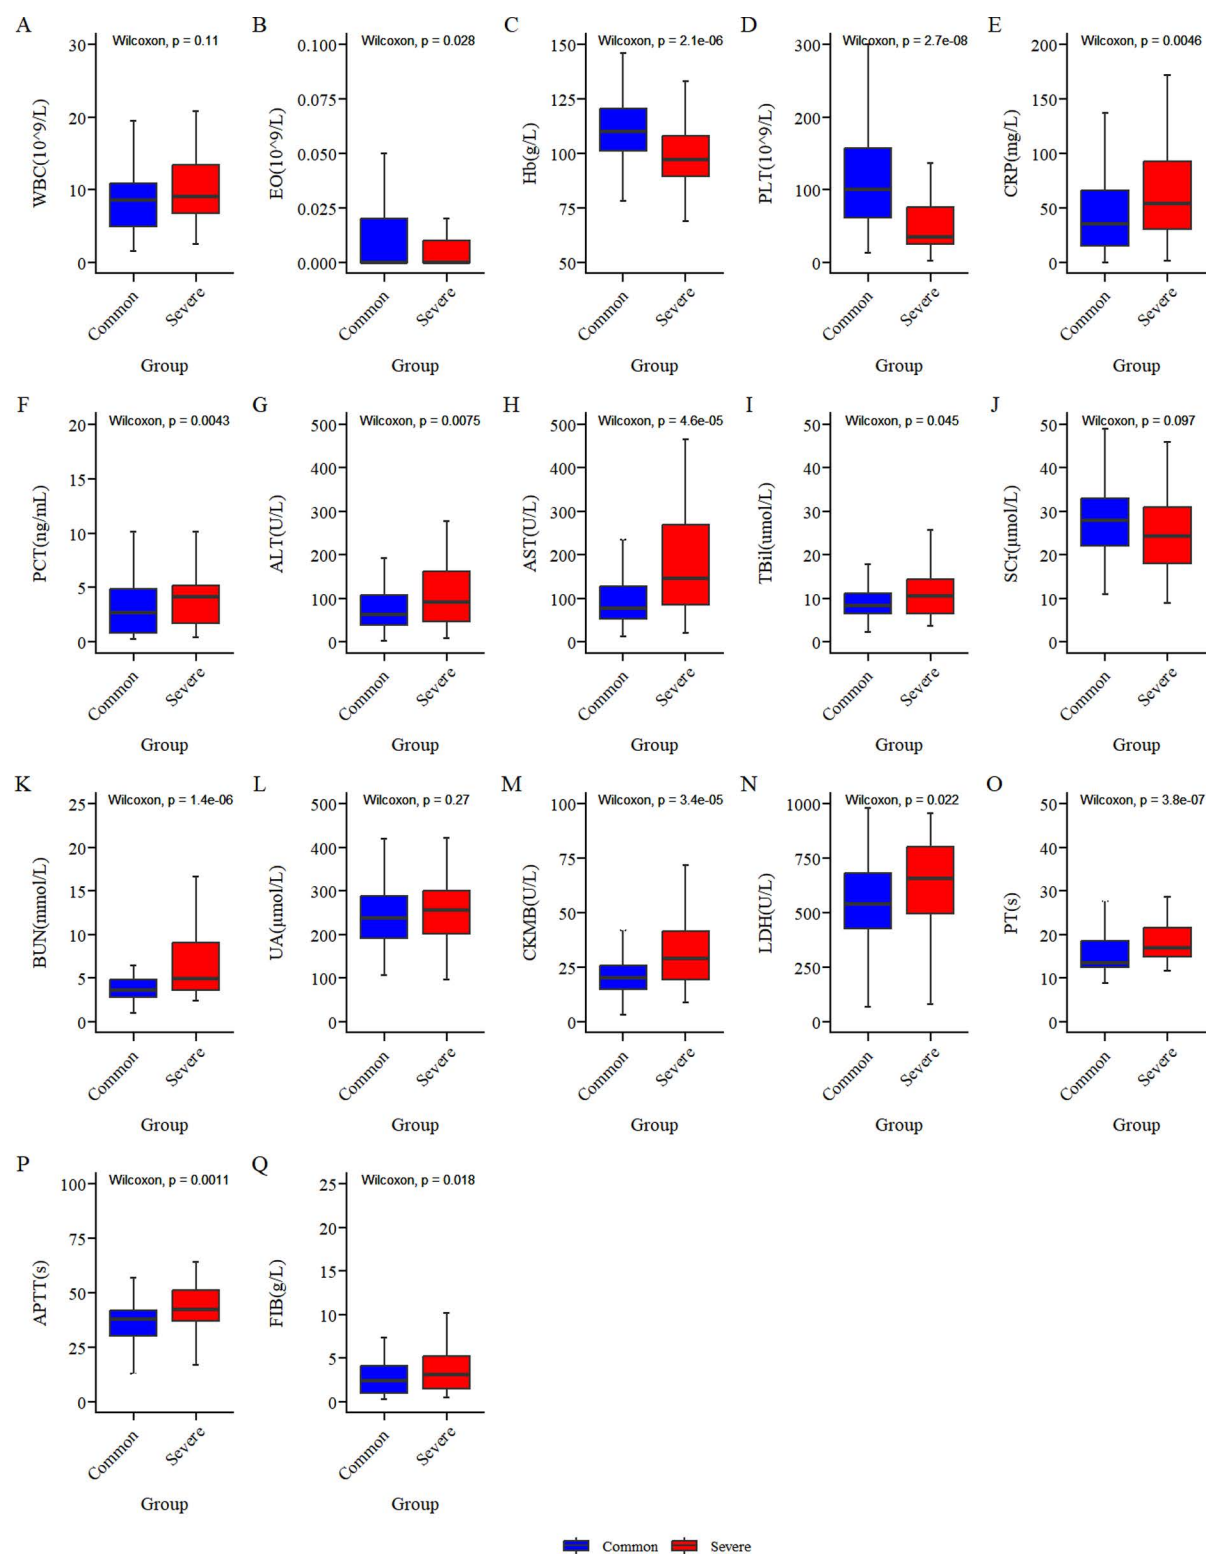 A
Wilcoxon, p = 0.11
WBC(10^9/L)
30
20
10
0
Common
Severe
Group
B
Wilcoxon, p = 0.028
EO(10^9/L)
0.100
0.075
0.050
0.025
0.000
Common
Severe
Group
C
Wilcoxon, p = 2.1e-06
Hb(g/L)
150
125
100
75
50
Common
Severe
Group
D
Wilcoxon, p = 2.7e-08
PLT(10^9/L)
300
200
100
0
Common
Severe
Group
E
Wilcoxon, p = 0.0046
CRP(mg/L)
200
150
100
50
0
Common
Severe
Group
F
Wilcoxon, p = 0.0043
PCT(ng/mL)
20
15
10
5
0
Common
Severe
Group
G
Wilcoxon, p = 0.0075
ALT(U/L)
500
400
300
200
100
0
Common
Severe
Group
H
Wilcoxon, p = 4.6e-05
AST(U/L)
500
400
300
200
100
0
Common
Severe
Group
I
Wilcoxon, p = 0.045
TBil(umol/L)
50
40
30
20
10
0
Common
Severe
Group
J
Wilcoxon, p = 0.097
SCr(μmol/L)
50
40
30
20
10
0
Common
Severe
Group
K
Wilcoxon, p = 1.4e-06
BUN(mmol/L)
25
20
15
10
5
0
Common
Severe
Group
L
Wilcoxon, p = 0.27
UA(μmol/L)
500
400
300
200
100
0
Common
Severe
Group
M
Wilcoxon, p = 3.4e-05
CKMB(U/L)
100
75
50
25
0
Common
Severe
Group
N
Wilcoxon, p = 0.022
LDH(U/L)
1000
750
500
250
0
Common
Severe
Group
O
Wilcoxon, p = 3.8e-07
PT(s)
50
40
30
20
10
0
Common
Severe
Group
P
Wilcoxon, p = 0.0011
APTT(s)
100
75
50
25
0
Common
Severe
Group
Q
Wilcoxon, p = 0.018
FIB(g/L)
25
20
15
10
5
0
Common
Severe
Group
Common Severe